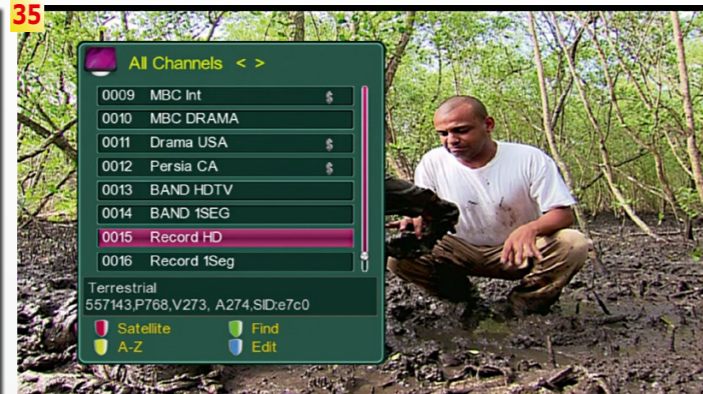 35
All Channels < >
0009 MBC Int $
0010 MBC DRAMA
0011 Drama USA $
0012 Persia CA $
0013 BAND HDTV
0014 BAND 1SEG
0015 Record HD
0016 Record 1Seg
Terrestrial
557143,P768,V273, A274,SID:e7c0
Satellite Find
A-Z Edit